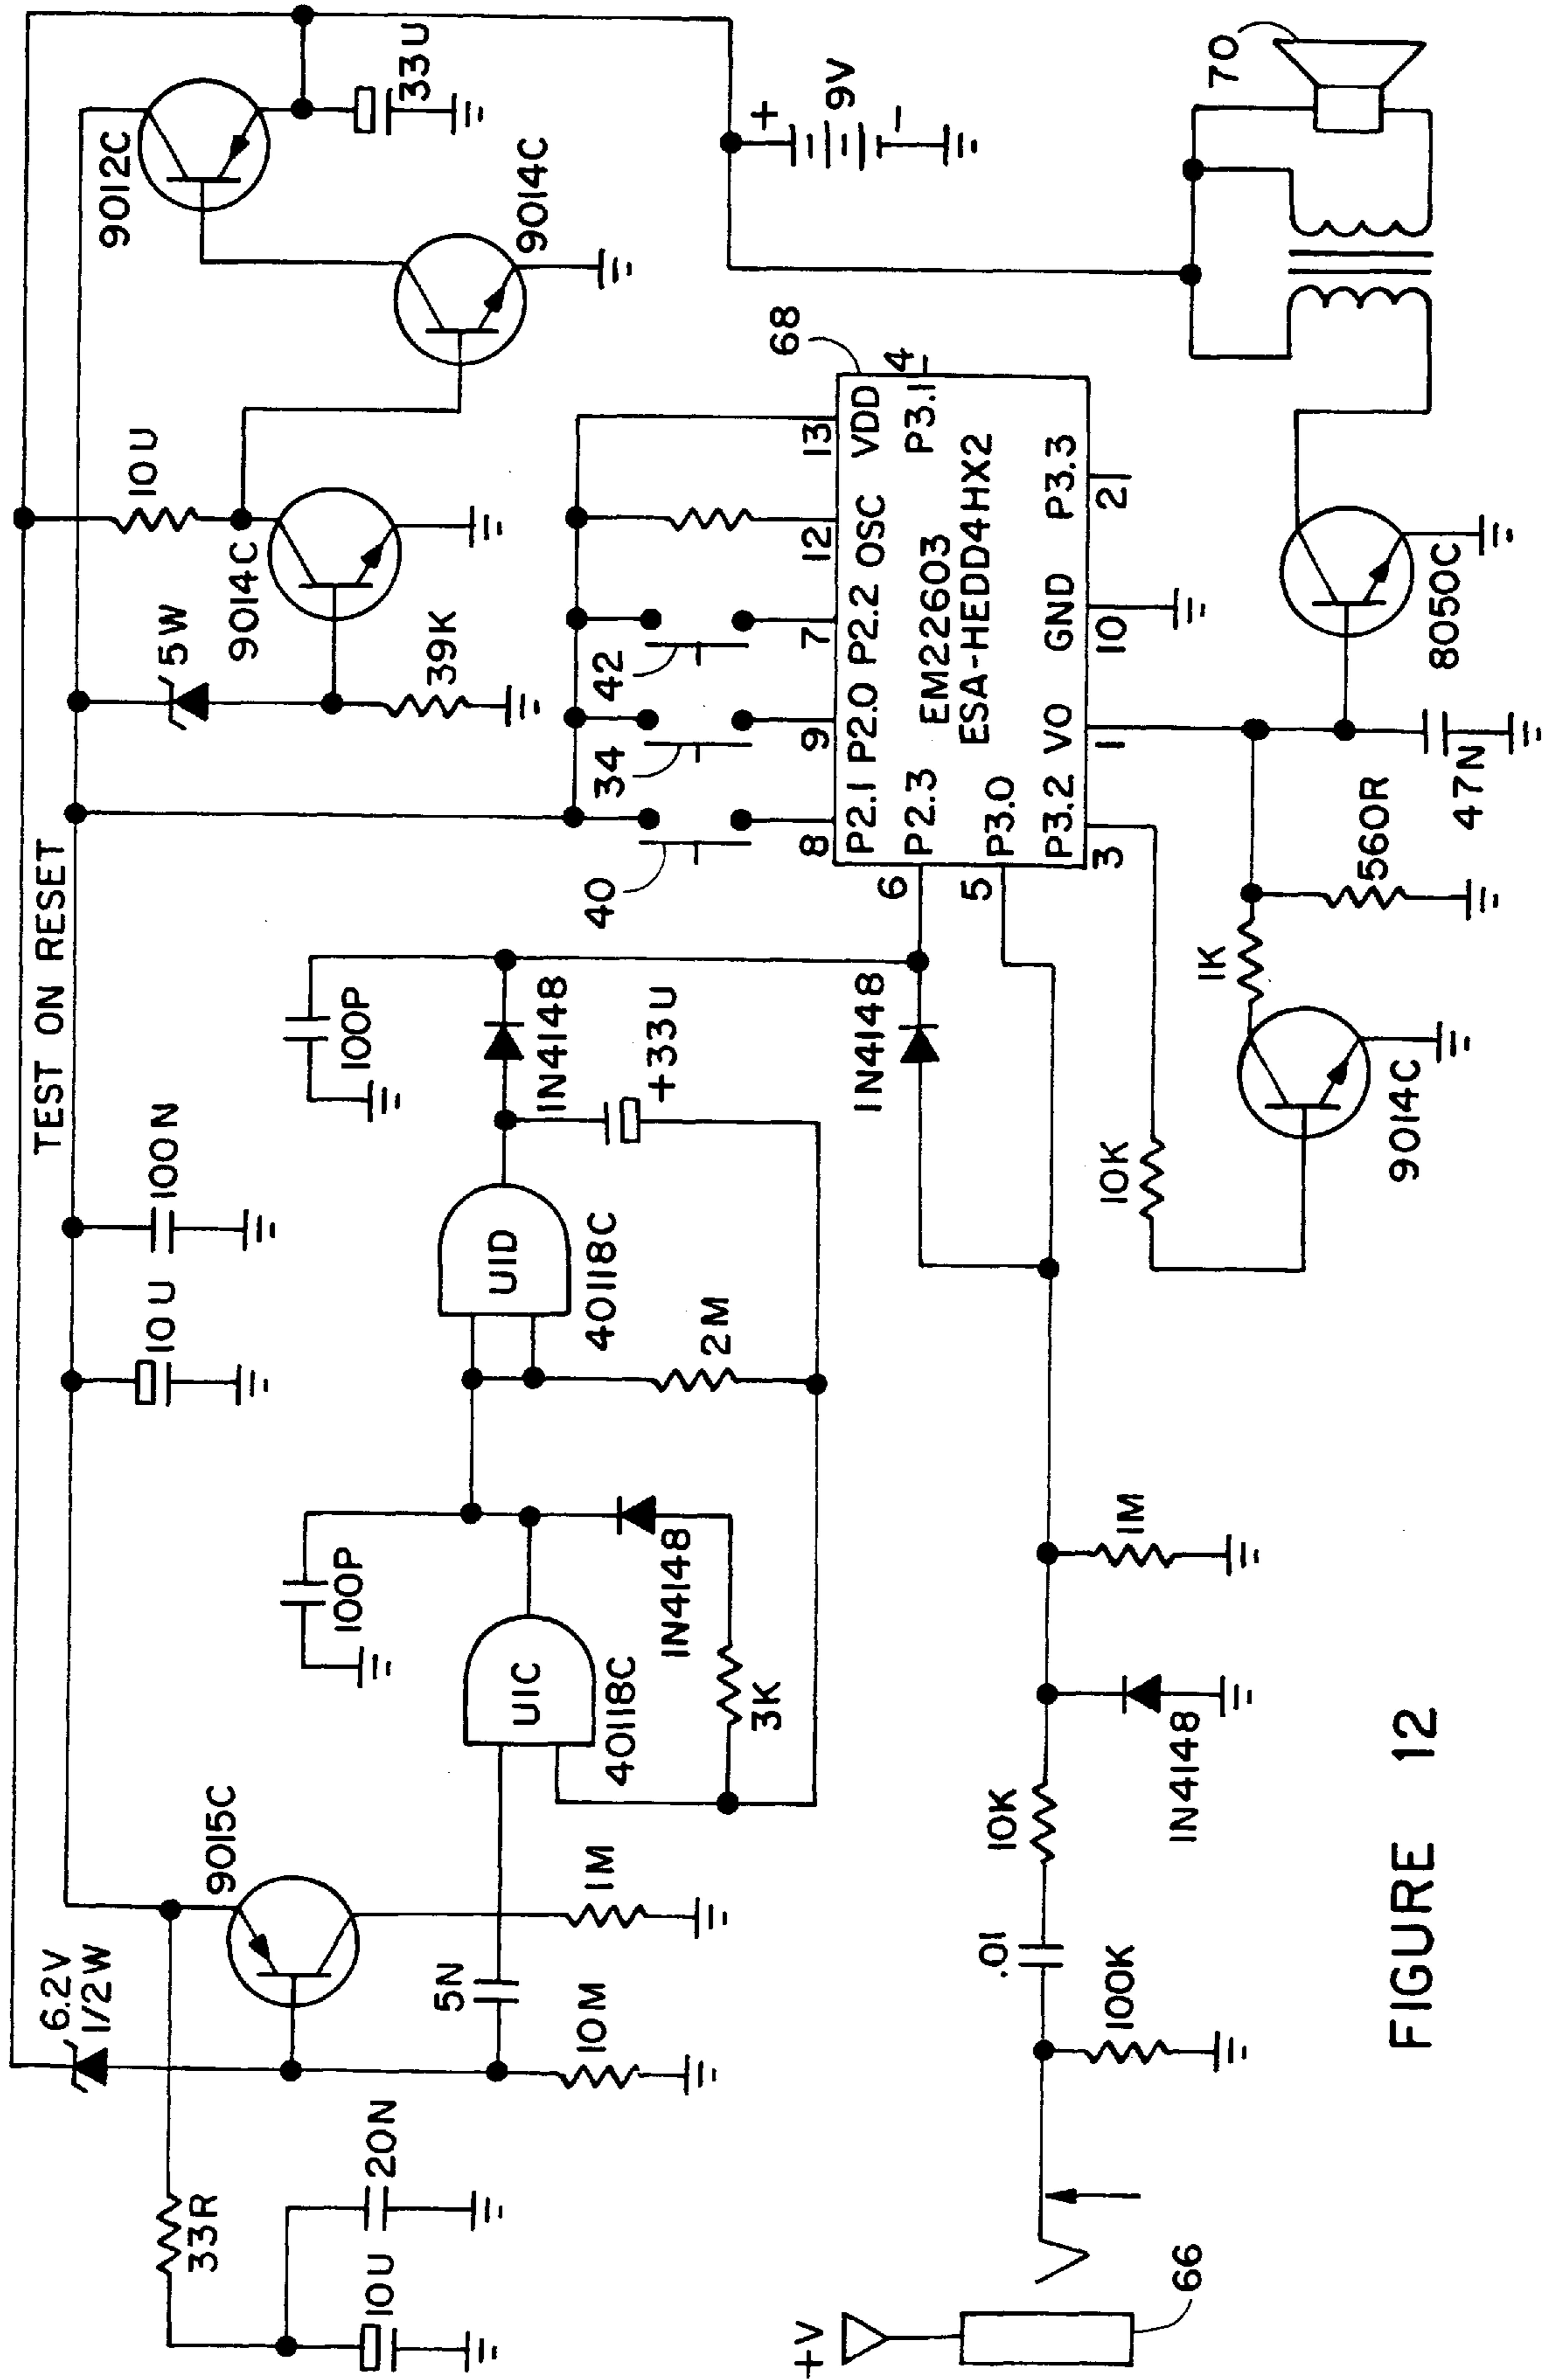 TEST ON RESET
6.2V
1/2W
33R
10U
20N
9015C
5N
10M
1M
10U
100N
100P
UIC
40118C
1N4148
3K
100P
UID
40118C
1N4148
+33U
2M
5W
39K
9014C
10U
9014C
9012C
33U
+
9V
-
40
34
42
68
8
9
7
12
13
P2.1
P2.0
P2.2
OSC
VDD
6
P2.3
EM22603
P3.1
4
5
P3.0
ESA-HEDD4HX2
P3.2
VO
GND
P3.3
3
1
10
2
1N4148
10K
9014C
1K
560R
47N
8050C
70
+V
66
100K
.01
10K
1N4148
1M
FIGURE 12